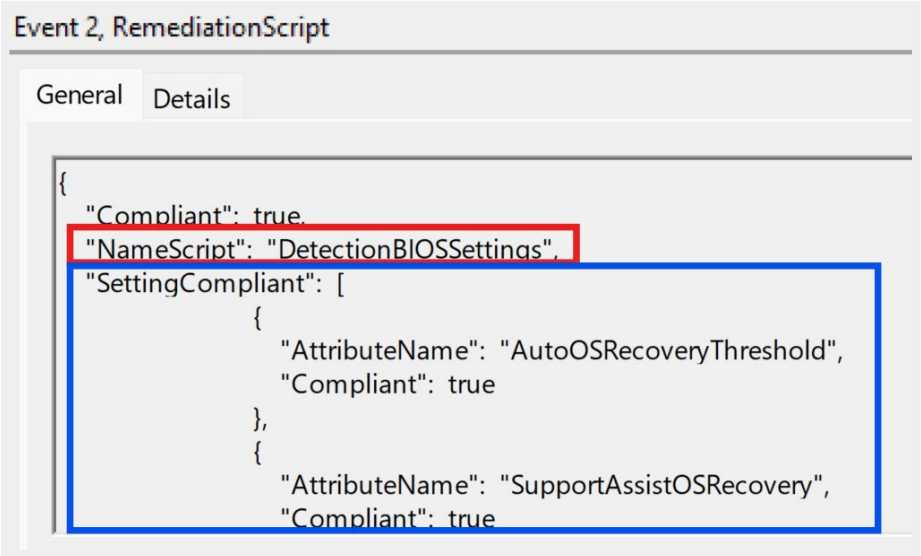 Event 2, RemediationScript
General Details
{
"Compliant": true,
"NameScript": "DetectionBIOSSettings",
"SettingCompliant": [
{
"AttributeName": "AutoOSRecoveryThreshold",
"Compliant": true
},
{
"AttributeName": "SupportAssistOSRecovery",
"Compliant": true